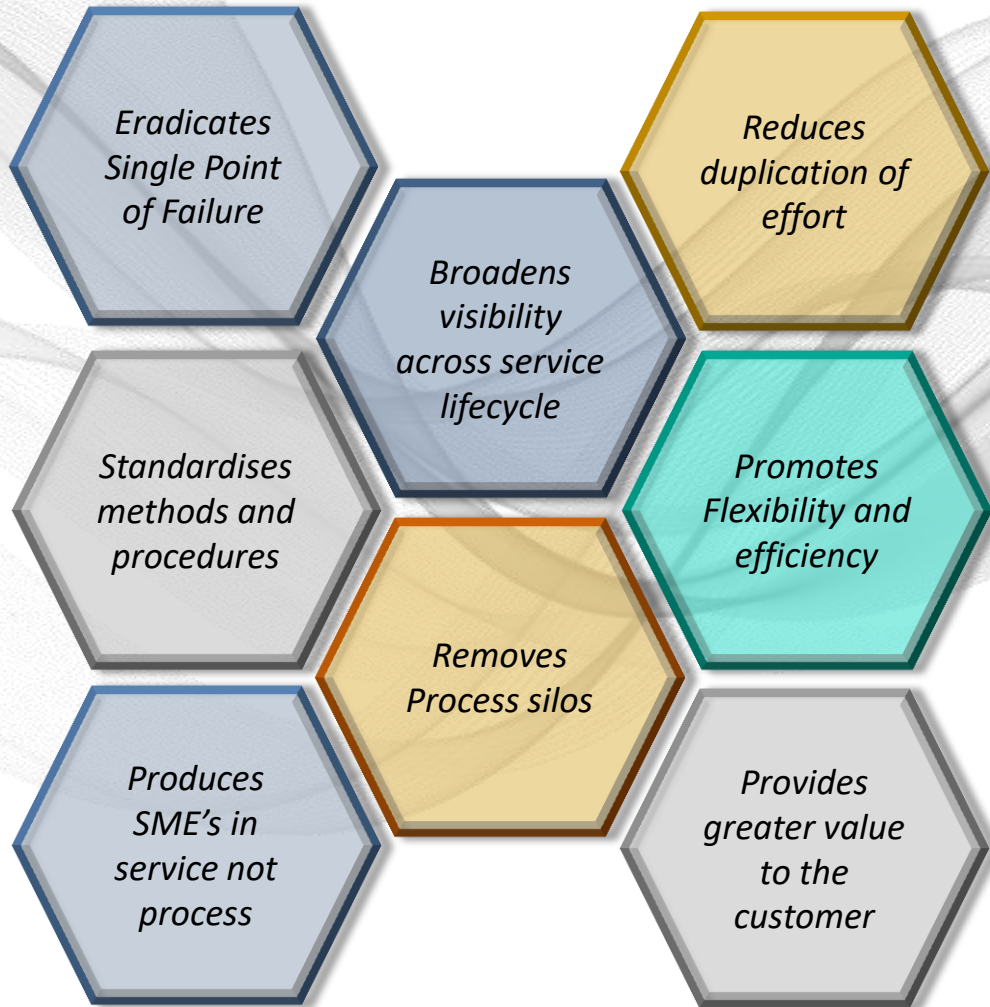 Eradicates
Single Point
of Failure
Reduces
duplication of
effort
Broadens
visibility
across service
lifecycle
Standardises
methods and
procedures
Promotes
Flexibility and
efficiency
Removes
Process silos
Produces
SME’s in
service not
process
Provides
greater value
to the
customer